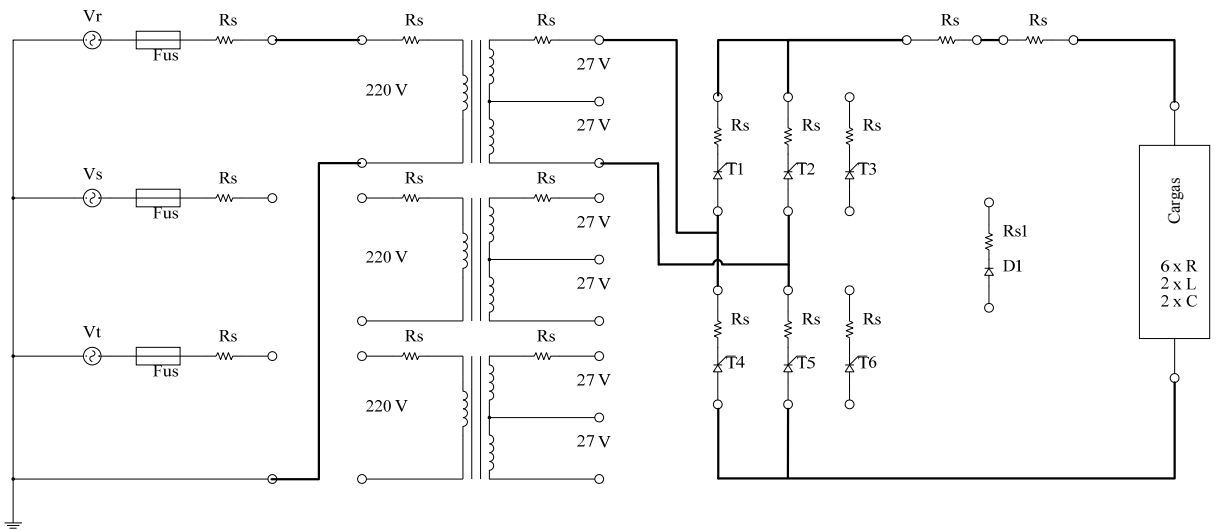 Vr
Fus
Rs
Rs
220 V
Rs
27 V
27 V
Vs
Fus
Rs
Rs
220 V
Rs
27 V
27 V
Vt
Fus
Rs
Rs
220 V
Rs
27 V
27 V
Rs
Rs
Rs
T1
Rs
T2
Rs
T3
Rs
T4
Rs
T5
Rs
T6
Rs1
D1
Cargas
6 x R
2 x L
2 x C